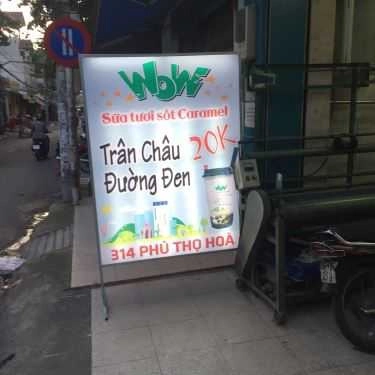 WOW
Sữa tươi sốt Caramel
Trân Châu 20K
Đường Đen
314 PHÚ THỌ HOÀ